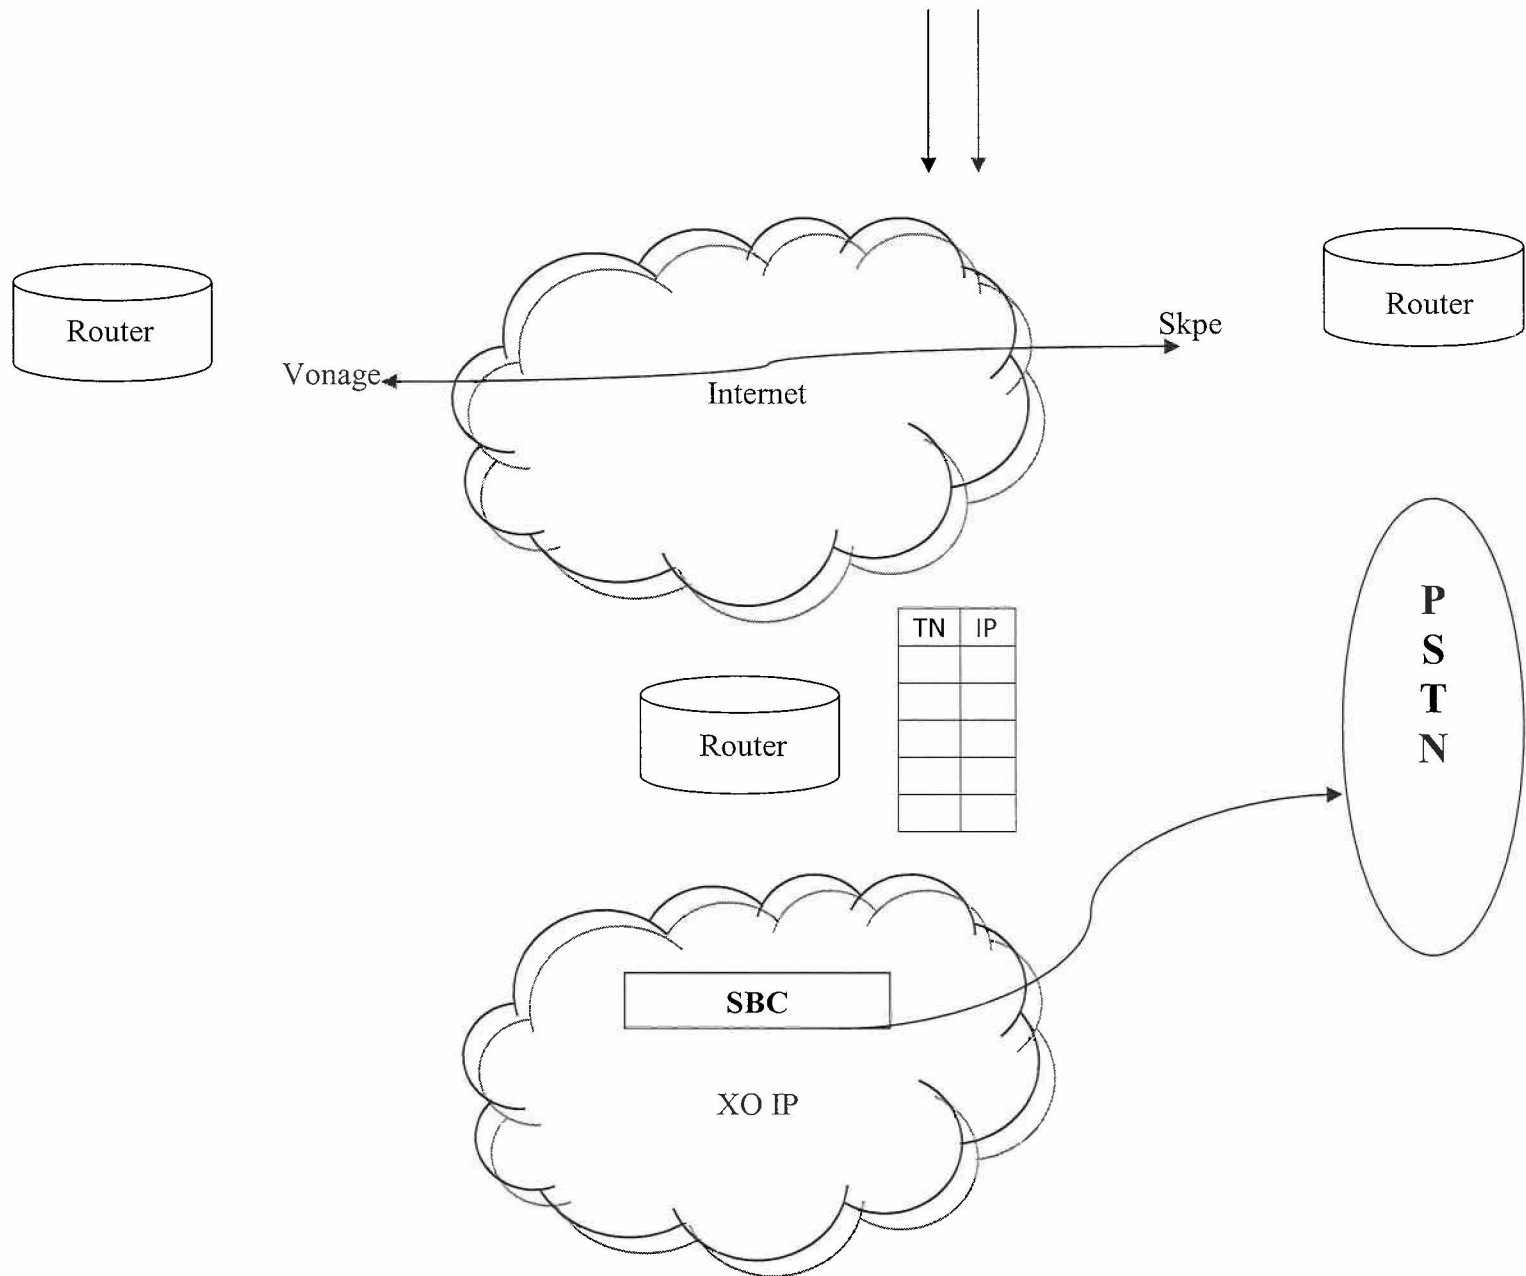 Router
Vonage
Internet
Skpe
Router
TN IP
Router
P
S
T
N
SBC
XO IP